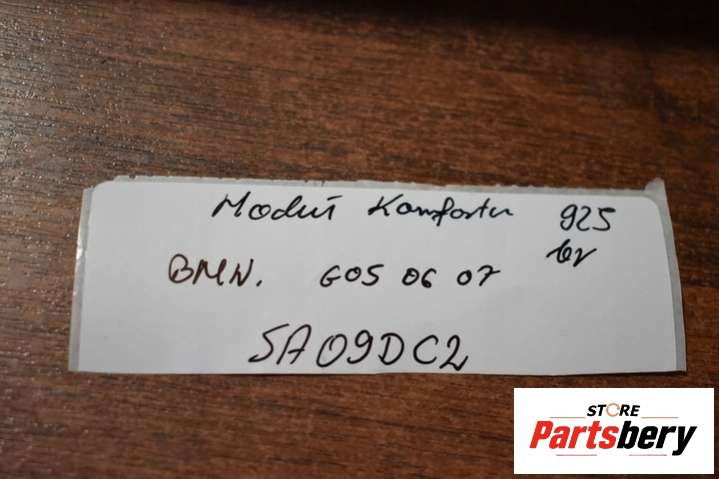 Moduł Komfortu 925
BMW. G05 06 07
5A09DC2
STORE
Partsbery